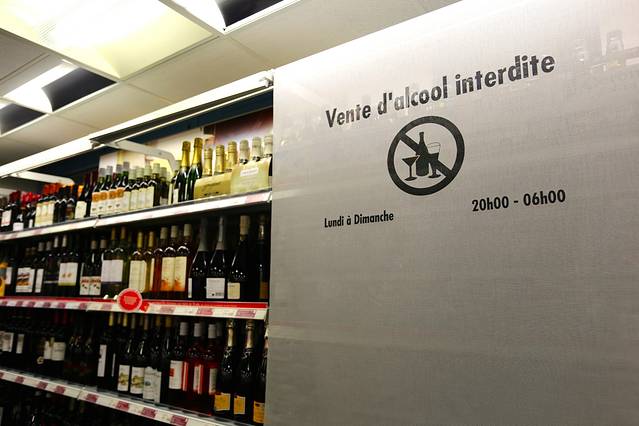 Vente d'alcool interdite
Lundi à Dimanche
20h00 - 06h00